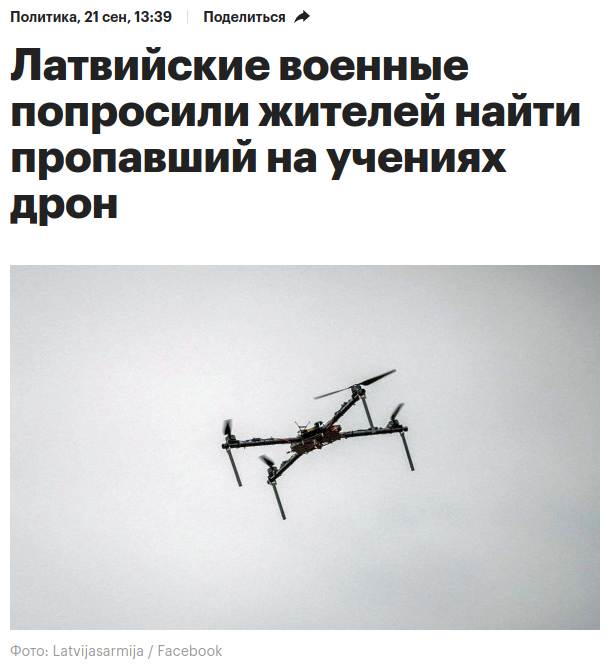 Политика, 21 сен, 13:39
Поделиться
Латвийские военные
попросили жителей найти
пропавший на учениях
дрон
Фото: Latvijasarmija / Facebook